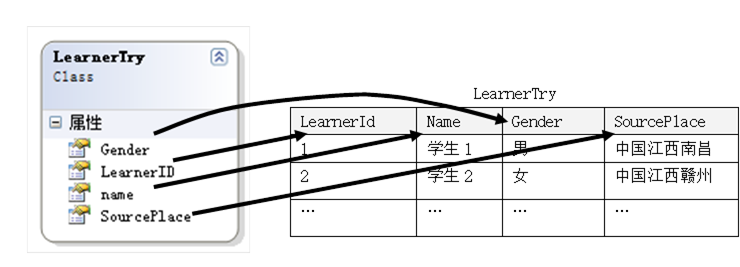 LearnerTry
Class
属性
Gender
LearnerID
name
SourcePlace
LearnerTry
LearnerId Name Gender SourcePlace
1 学生 1 男 中国江西南昌
2 学生 2 女 中国江西赣州
… … … …